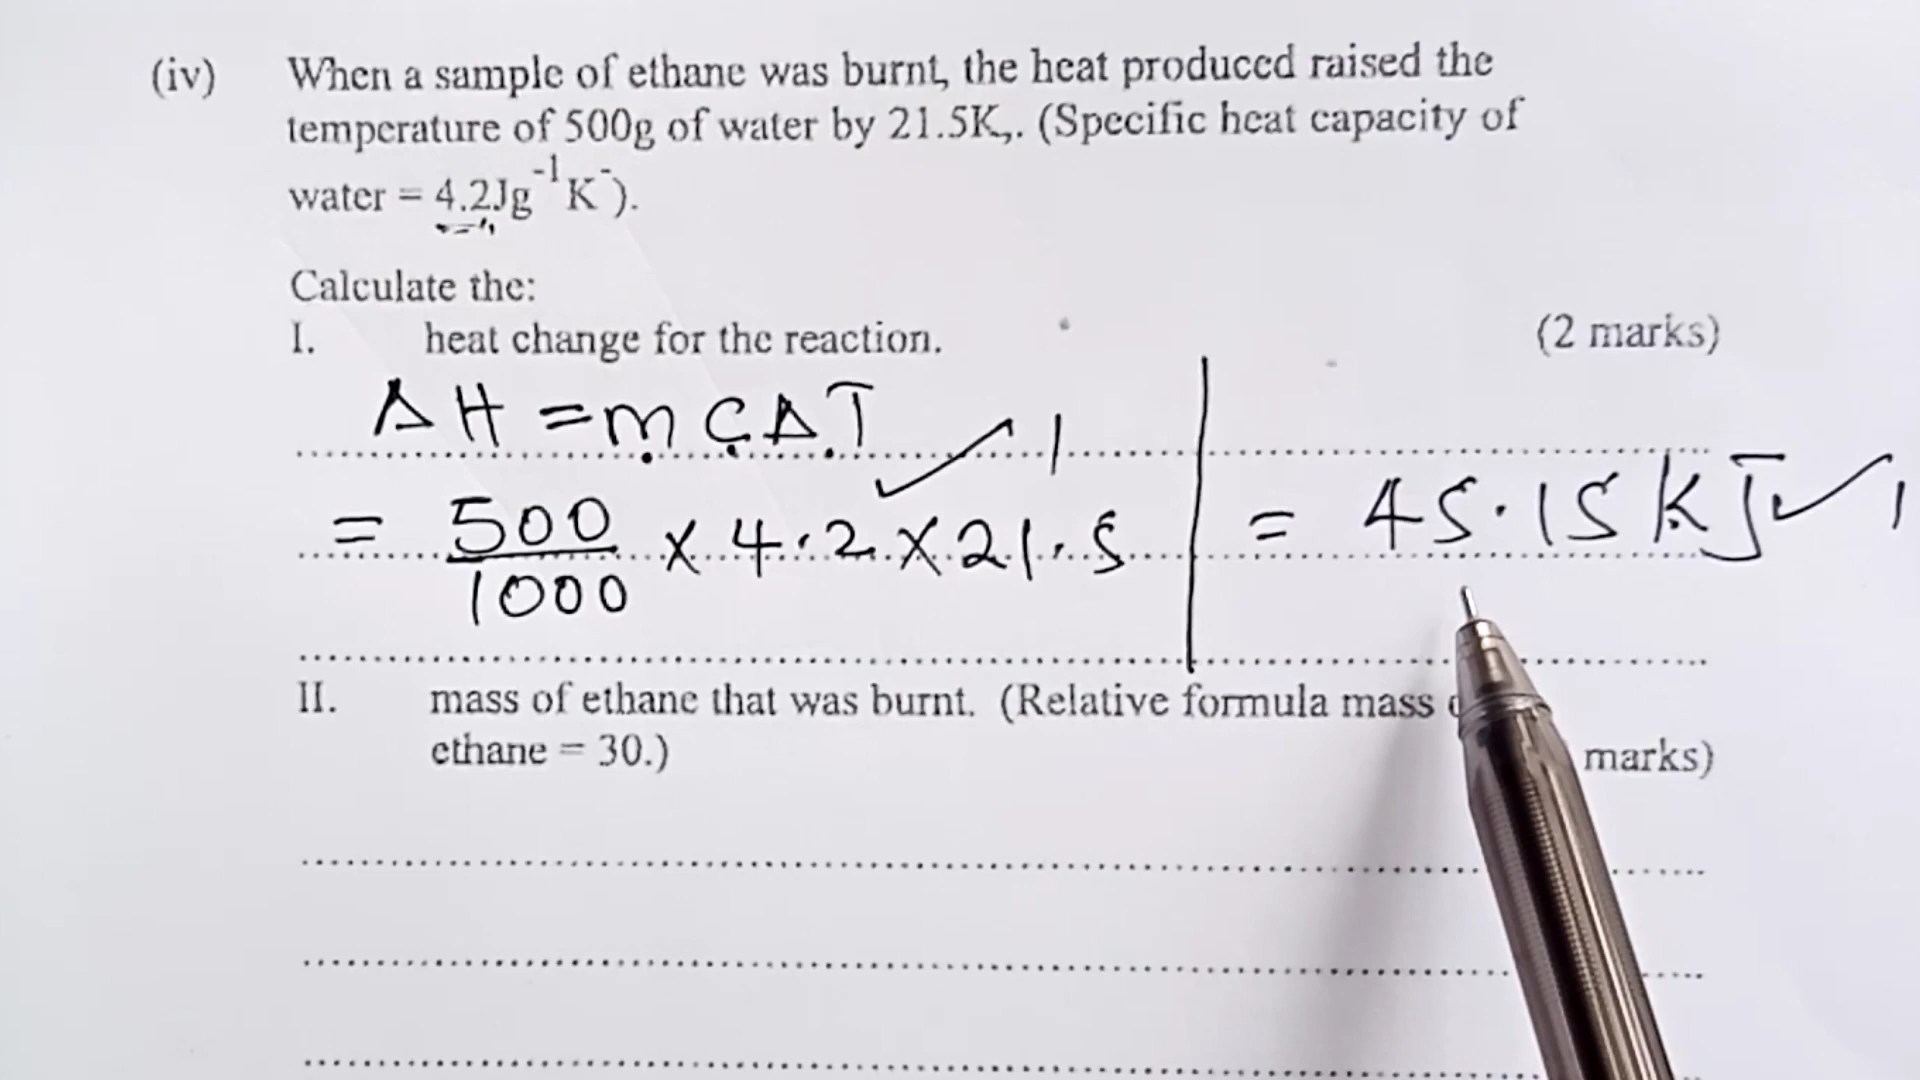 (iv) When a sample of ethane was burnt, the heat produced raised the
temperature of 500g of water by 21.5K,. (Specific heat capacity of
water = 4.2Jg⁻¹K⁻).
Calculate the:
I. heat change for the reaction. (2 marks)
ΔH = mCΔT ✓ 1
= 500/1000 × 4.2 × 21.5 = 45.15 kJ ✓ 1
II. mass of ethane that was burnt. (Relative formula mass
ethane = 30.) marks)